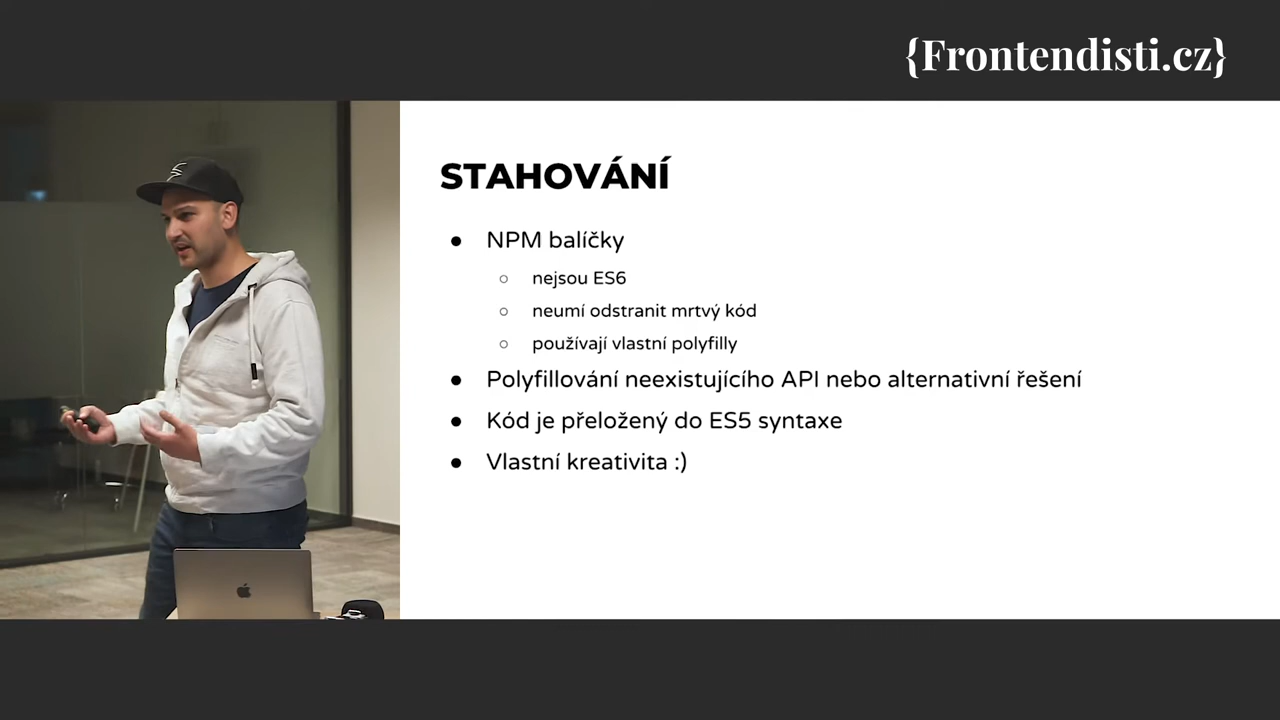 {Frontendisti.cz}
STAHOVÁNÍ
● NPM balíčky
○ nejsou ES6
○ neumí odstranit mrtvý kód
○ používají vlastní polyfilly
● Polyfillování neexistujícího API nebo alternativní řešení
● Kód je přeložený do ES5 syntaxe
● Vlastní kreativita :)